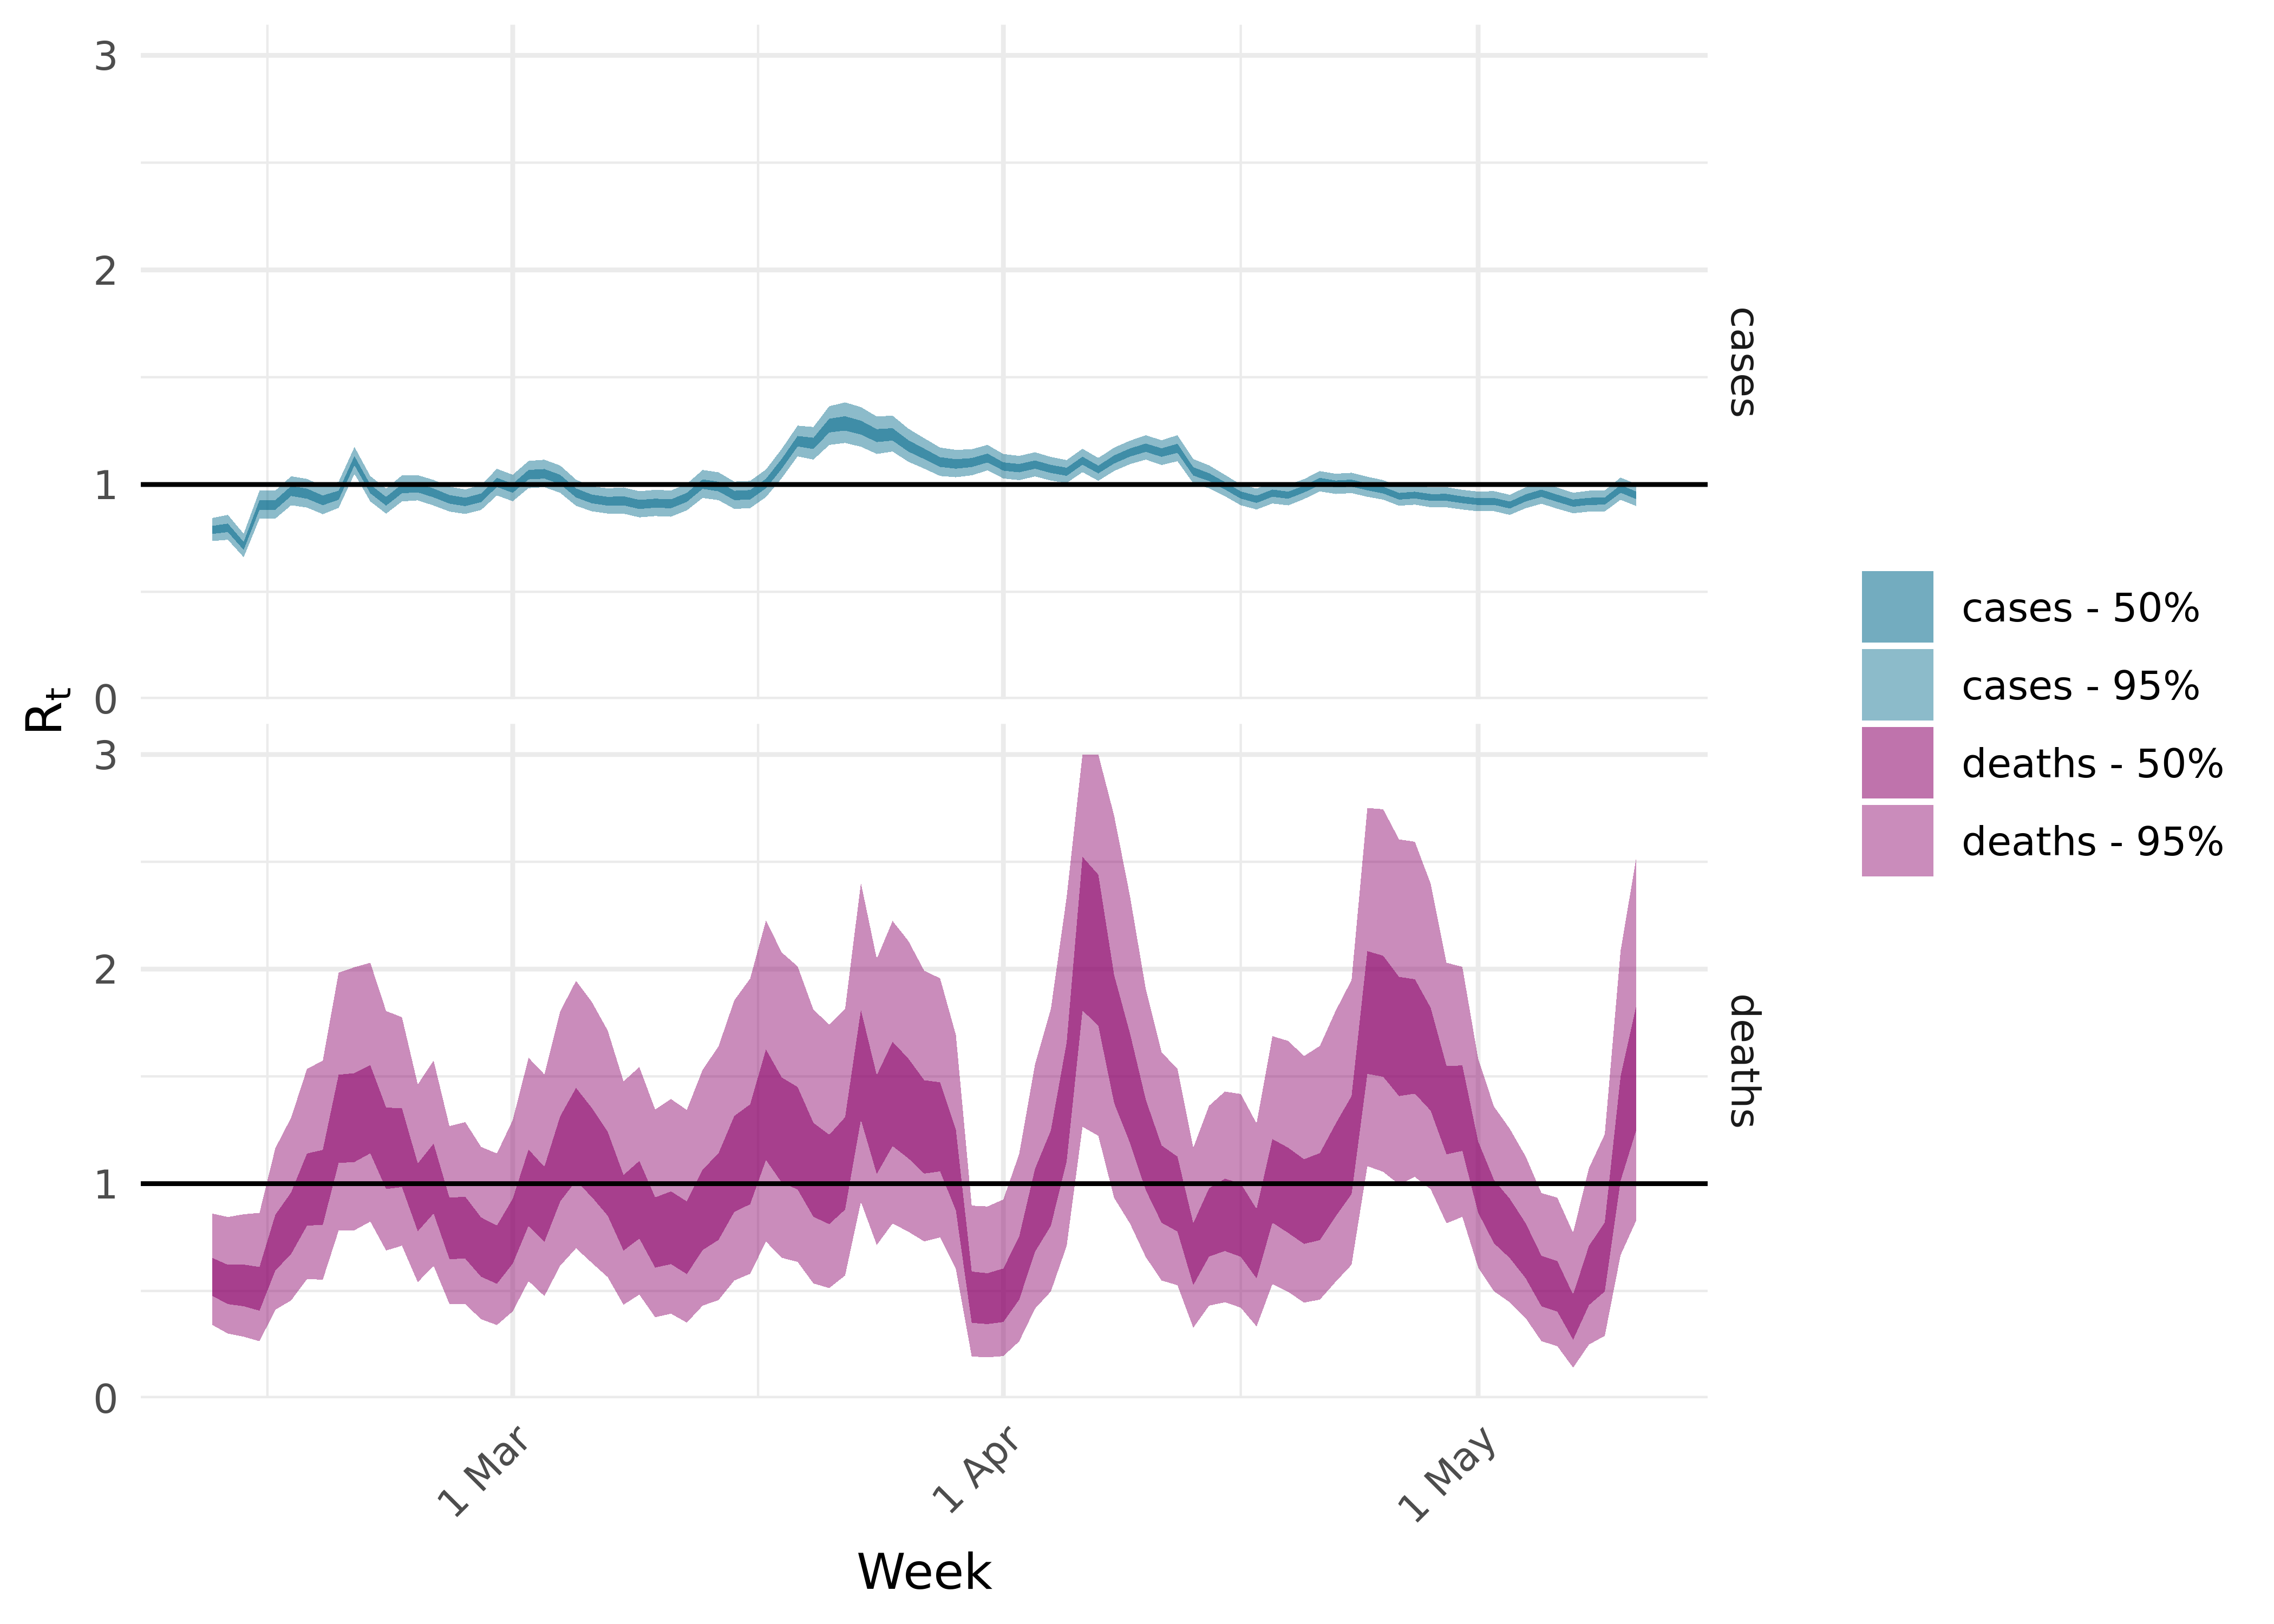 3
2
1
0
cases
3
2
1
0
deaths
Rt
1 Mar
1 Apr
1 May
Week
cases - 50%
cases - 95%
deaths - 50%
deaths - 95%